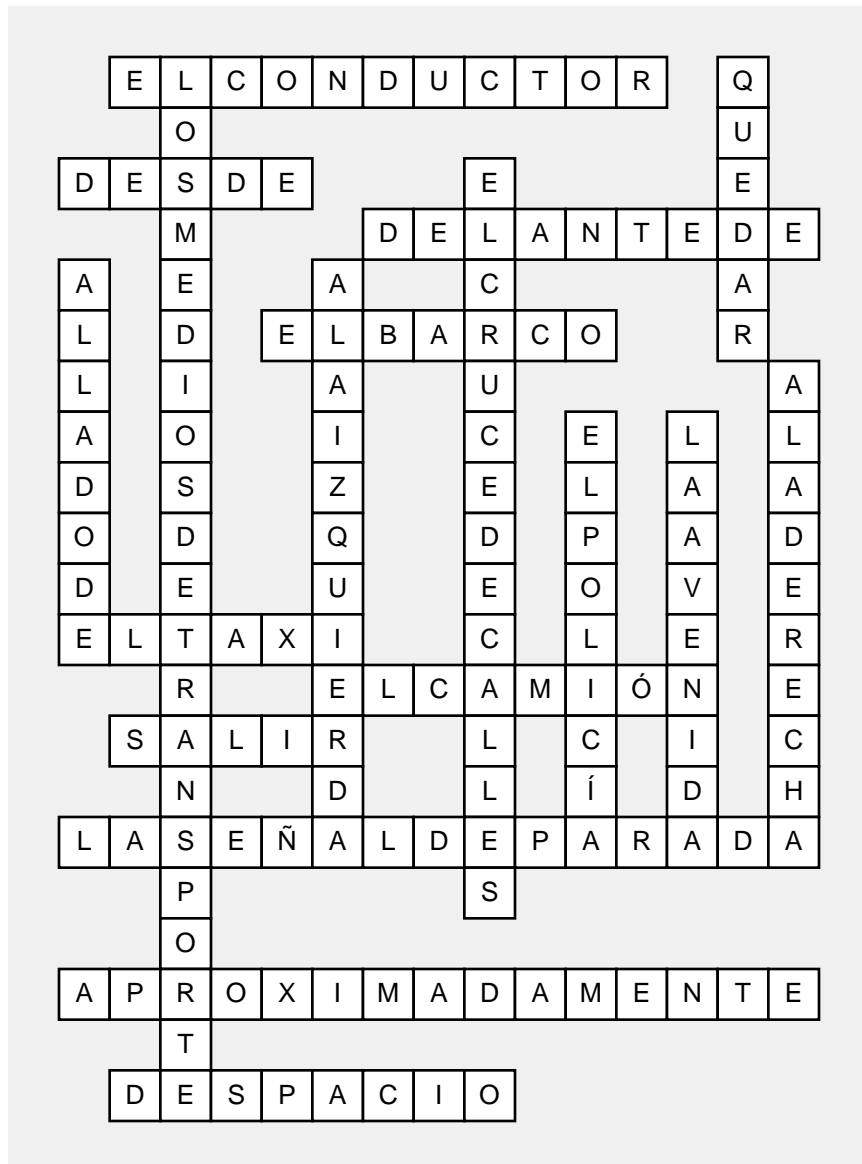 E L C O N D U C T O R Q
O U
D E S D E E E
M D E L A N T E D E
A E A C A
L D E L B A R C O R
L I A U A
A O I C E L L
D S Z E L A A
O D Q D P A D
D E U E O V E
E L T A X I C L E R
R E L C A M I Ó N E
S A L I R L C I C
N D L Í D H
L A S E Ñ A L D E P A R A D A
P S
O
A P R O X I M A D A M E N T E
T
D E S P A C I O